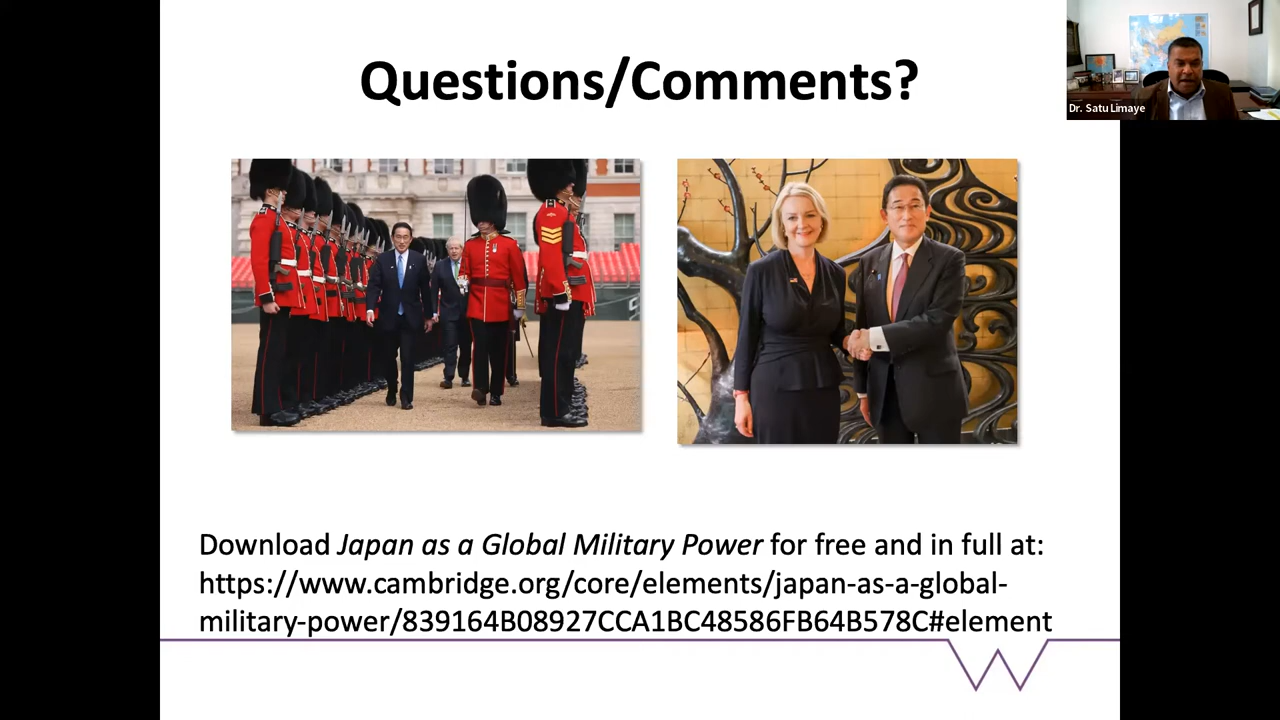 Questions/Comments?
Dr. Satu Limaye
Download Japan as a Global Military Power for free and in full at:
https://www.cambridge.org/core/elements/japan-as-a-global-
military-power/839164B08927CCA1BC48586FB64B578C#element